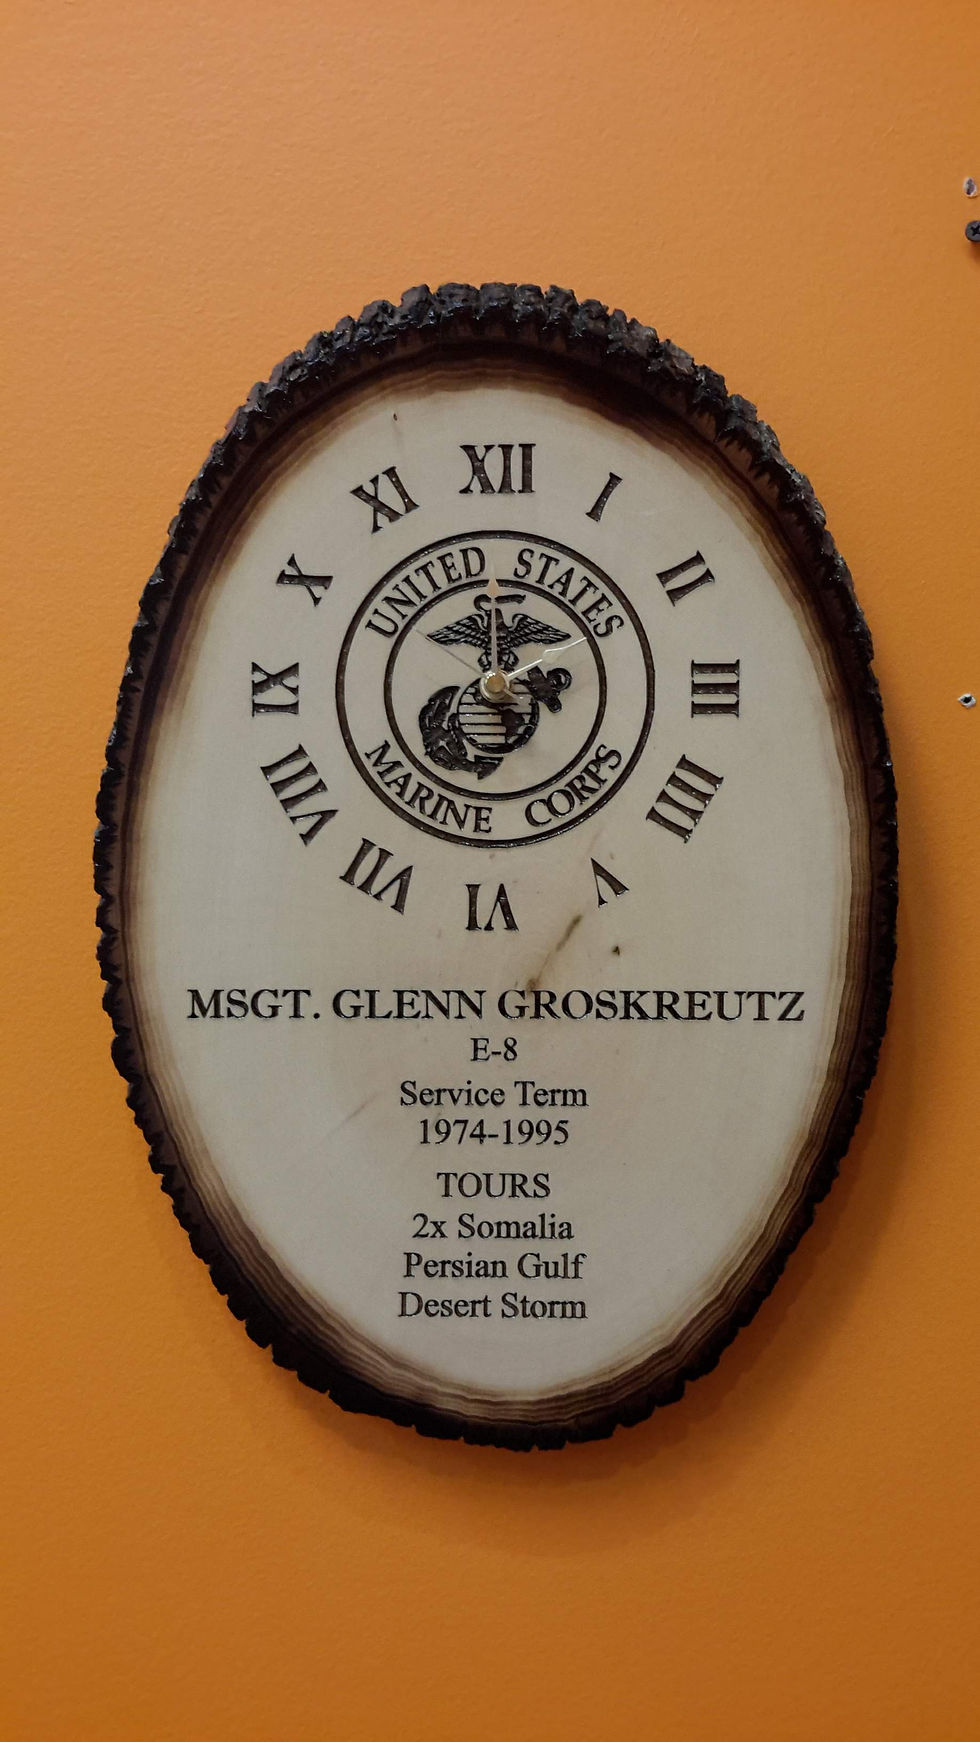 XII
XI I
X II
IX III
VIII IIII
VII V
VI
UNITED STATES
MARINE CORPS
MSGT. GLENN GROSKREUTZ
E-8
Service Term
1974-1995
TOURS
2x Somalia
Persian Gulf
Desert Storm